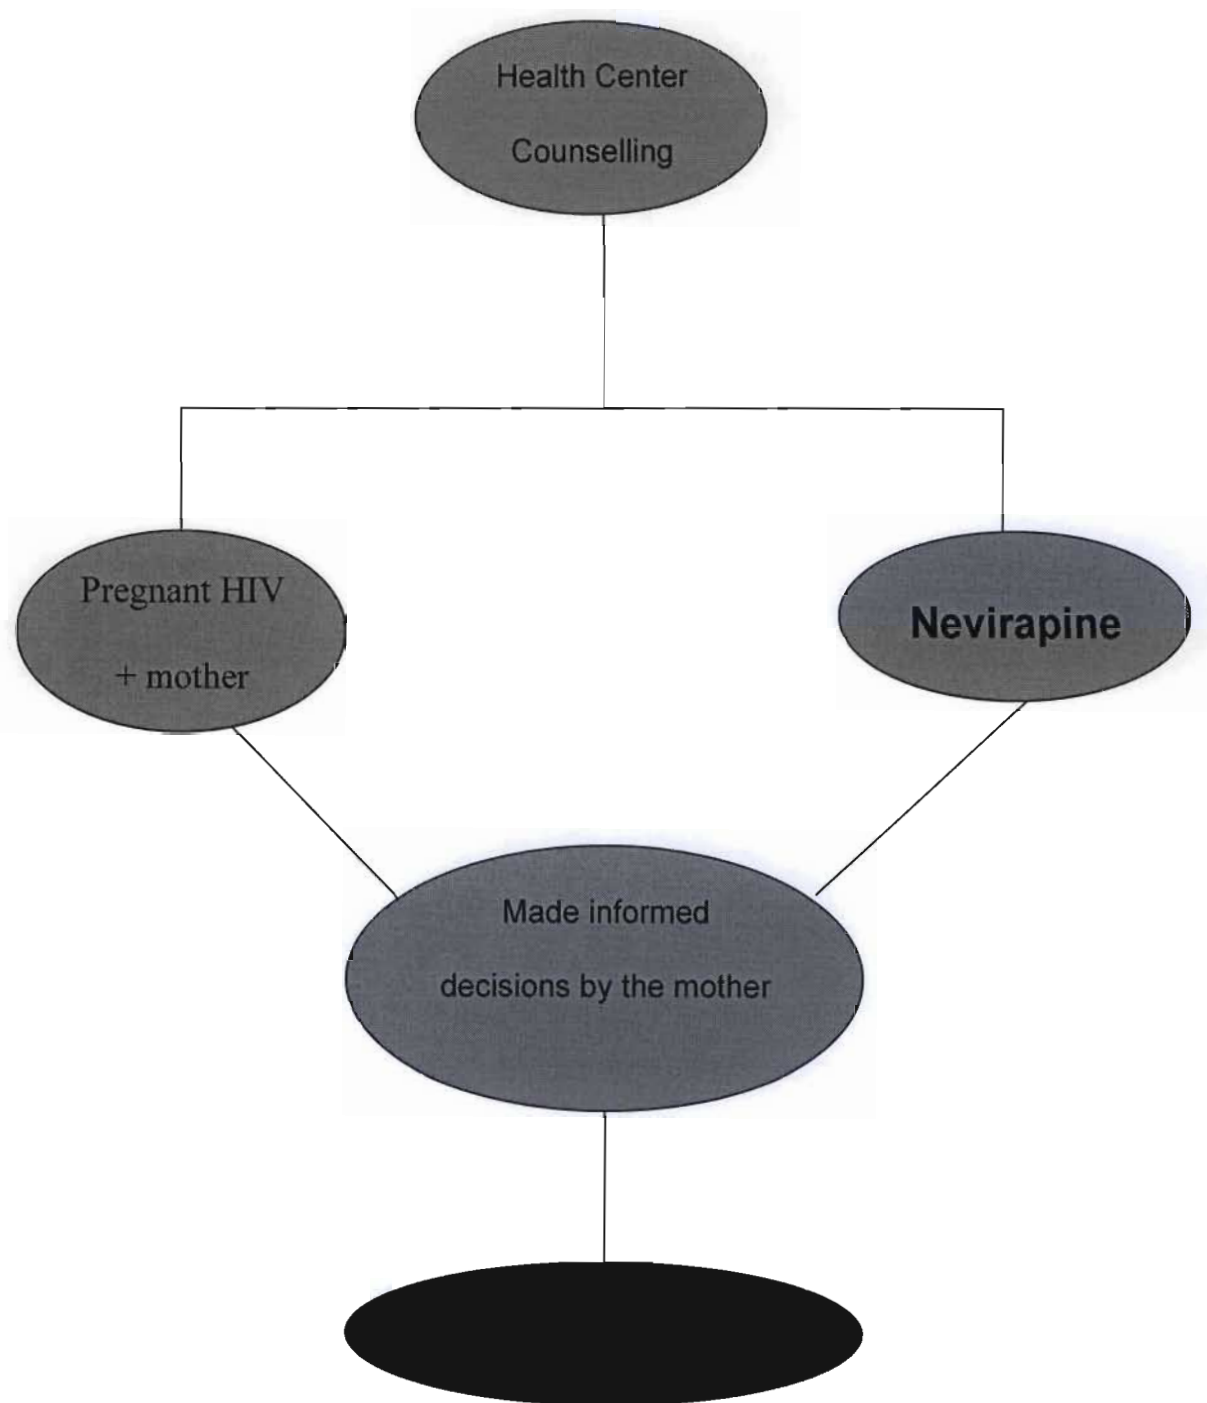 Health Center
Counselling
Pregnant HIV
+ mother
Nevirapine
Made informed
decisions by the mother